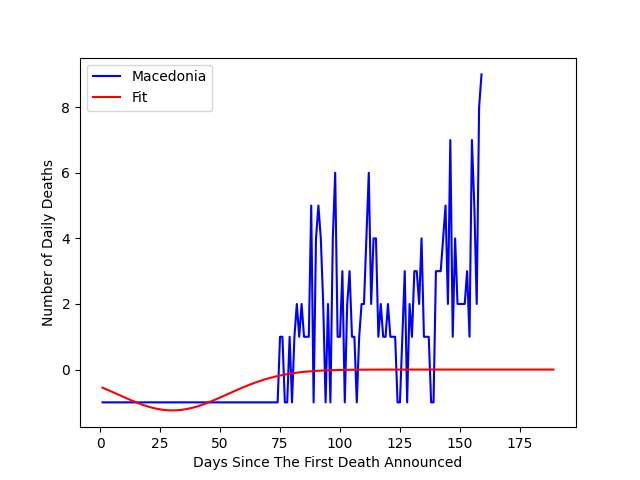 Macedonia
Fit
Number of Daily Deaths
8
6
4
2
0
0 25 50 75 100 125 150 175
Days Since The First Death Announced